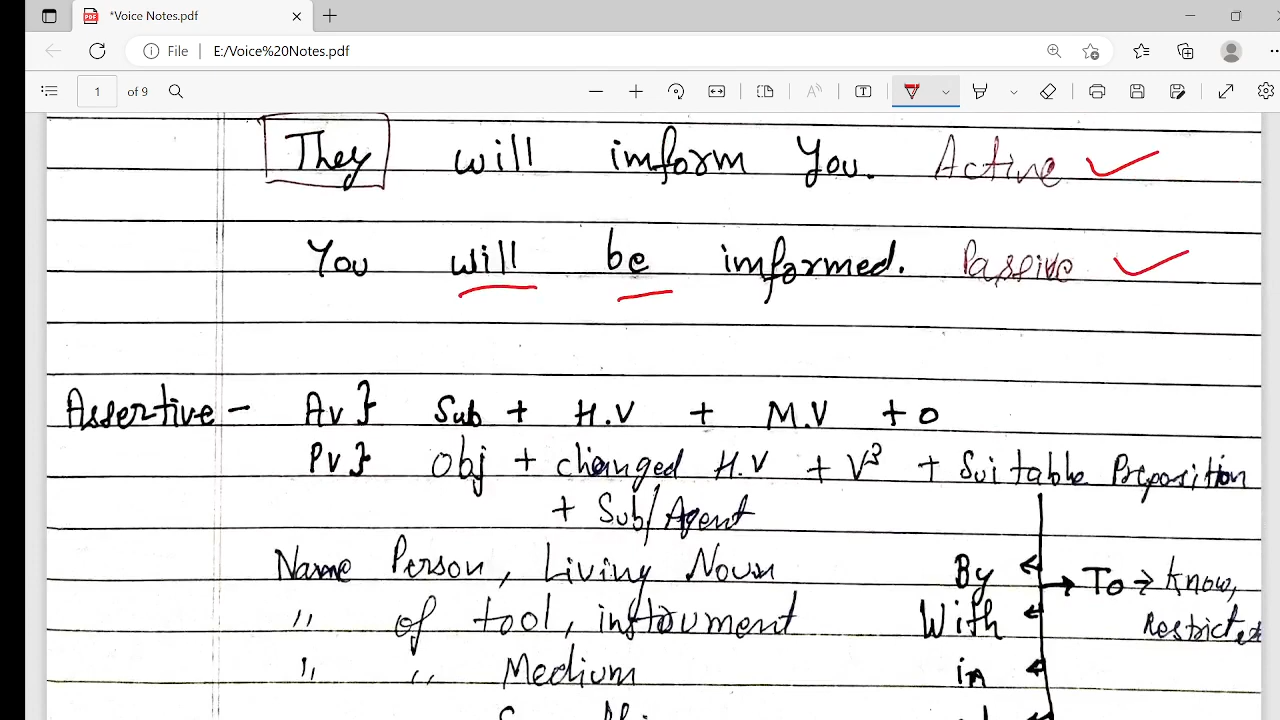 *Voice Notes.pdf
File E:/Voice%20Notes.pdf
1 of 9
They will imform You. Active
You will be imformed. Passive
Assertive - Av} Sub + H.V + M.V + o
Pv} Obj + changed H.V + V3 + Suitable Preposition
+ Sub/Agent
Name Person, Living Noun By To → Know,
" of tool, instrument With Restricted
" " Medium in